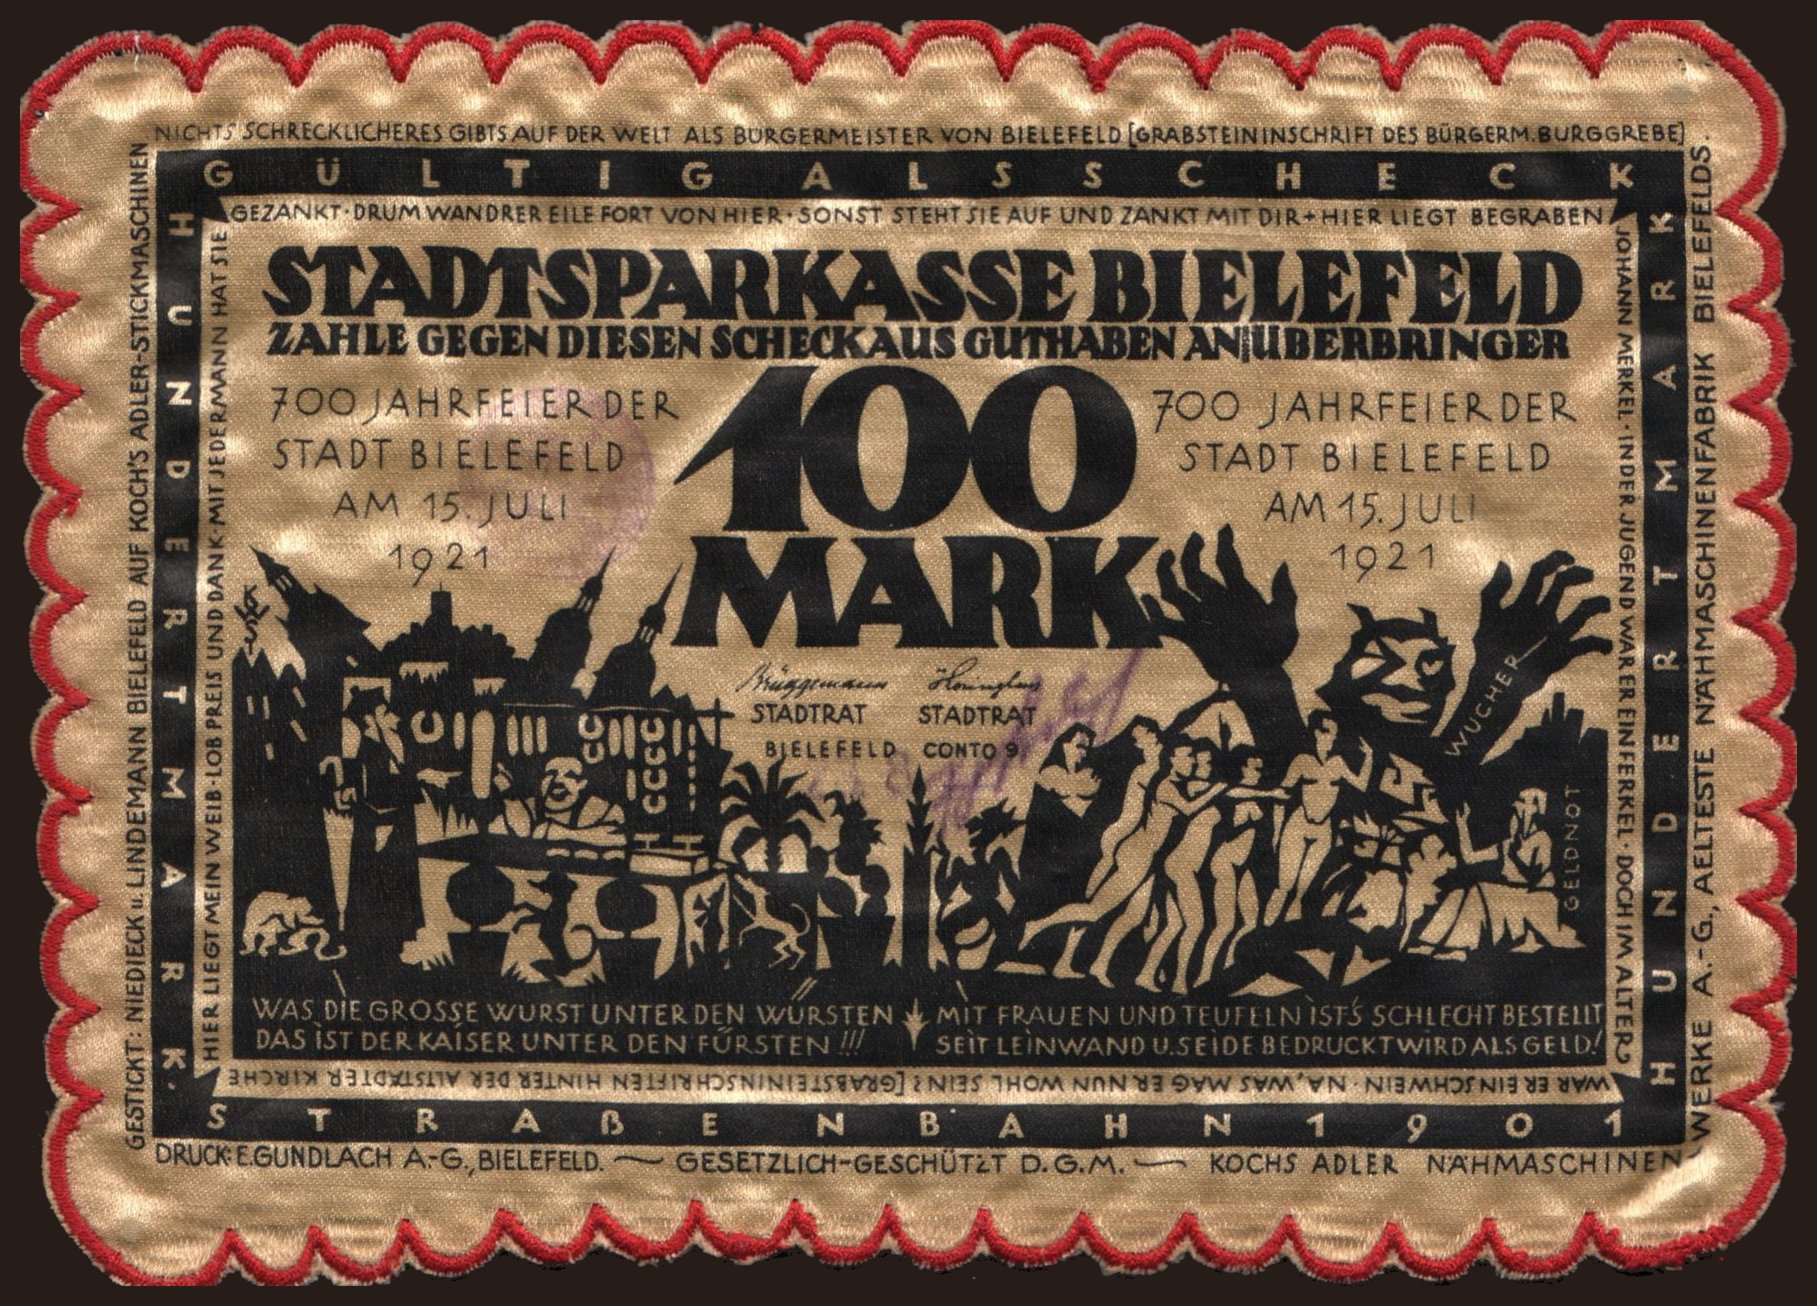 NICHTS SCHRECKLICHERES GIBTS AUF DER WELT ALS BÜRGERMEISTER VON BIELEFELD [GRABSTEININSCHRIFT DES BÜRGERM. BURGGREBE]
GÜLTIG ALS SCHECK
GEZANKT · DRUM WANDRER EILE FORT VON HIER · SONST STEHT SIE AUF UND ZANKT MIT DIR + HIER LIEGT BEGRABEN
STADTSPARKASSE BIELEFELD
ZAHLE GEGEN DIESEN SCHECK AUS GUTHABEN AN ÜBERBRINGER
700 JAHRFEIER DER
STADT BIELEFELD
AM 15. JULI
1921
100
MARK
700 JAHRFEIER DER
STADT BIELEFELD
AM 15. JULI
1921
Brüggemann
STADTRAT STADTRAT
BIELEFELD CONTO 9
WUCHER
GELDNOT
WAS DIE GROSSE WURST UNTER DEN WÜRSTEN
DAS IST DER KAISER UNTER DEN FÜRSTEN !!!
MIT FRAUEN UND TEUFELN IST'S SCHLECHT BESTELLT
SEIT LEINWAND U. SEIDE BEDRUCKT WIRD ALS GELD!
WAR ER EIN SCHWEIN · NA, WAS MAG ER NUN WOHL SEIN? [GRABSTEININSCHRIFTEN HINTER DER ALTSTÄDTER KIRCHE
STRAßENBAHN 1901
DRUCK: E. GUNDLACH A.-G., BIELEFELD. — GESETZLICH-GESCHÜTZT D.G.M. — KOCHS ADLER NÄHMASCHINEN
GESTICKT: NIEDIECK u. LINDEMANN BIELEFELD AUF KOCH'S ADLER-STICKMASCHINEN
HUNDERT MARK
HIER LIEGT MEIN WEIB · LOB PREIS UND DANK · MIT JEDERMANN HAT SIE
JOHANN MERKEL · IN DER JUGEND WAR ER EIN FERKEL · DOCH IM ALTER
HUNDERT MARK
WERKE A.-G., AELTESTE NÄHMASCHINENFABRIK BIELEFELDS.